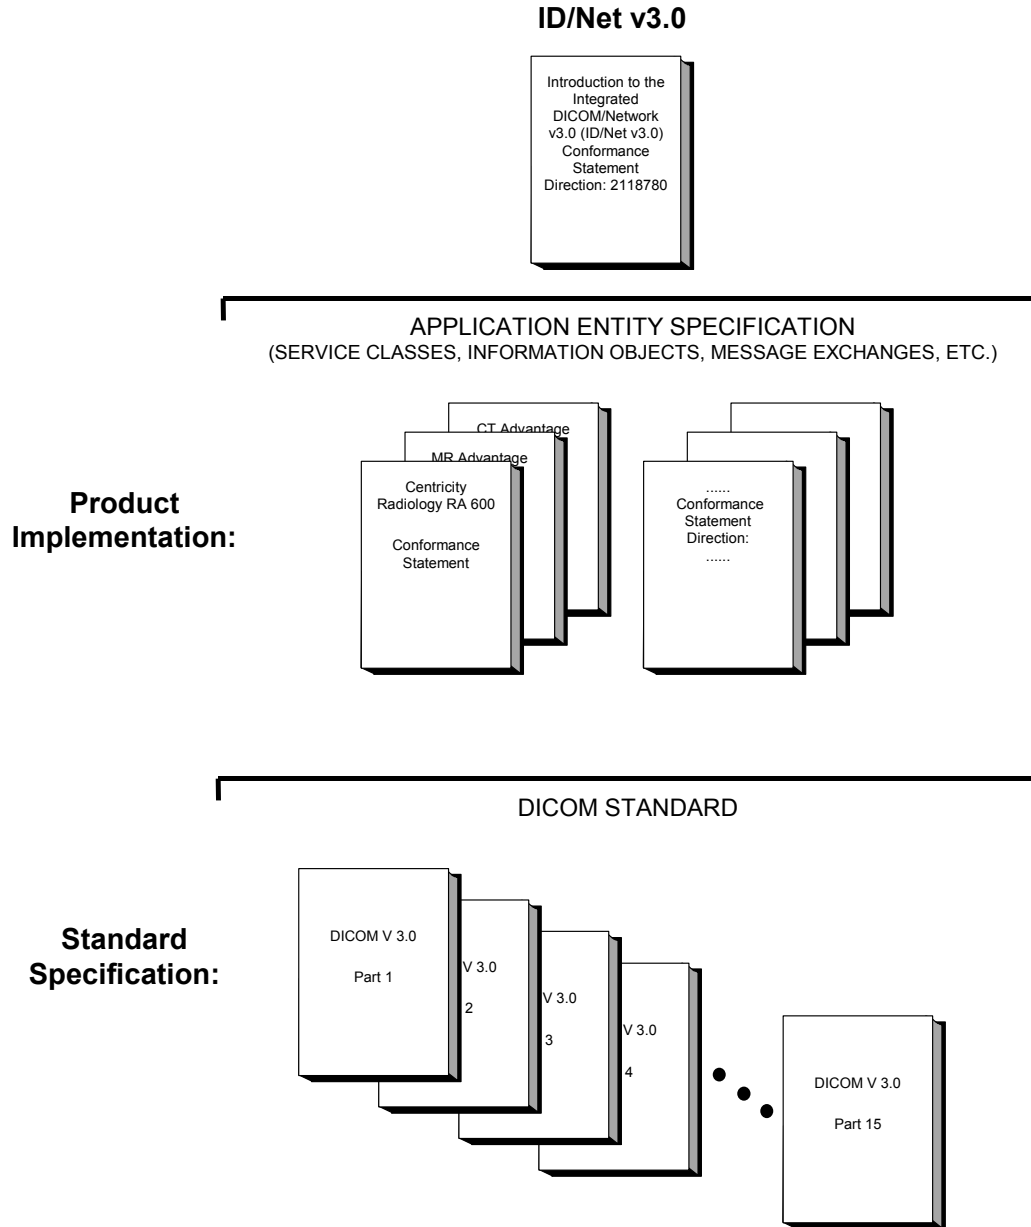 ID/Net v3.0
Introduction to the
Integrated
DICOM/Network
v3.0 (ID/Net v3.0)
Conformance
Statement
Direction: 2118780
APPLICATION ENTITY SPECIFICATION
(SERVICE CLASSES, INFORMATION OBJECTS, MESSAGE EXCHANGES, ETC.)
Product
Implementation:
CT Advantage
MR Advantage
Centricity
Radiology RA 600
Conformance
Statement
......
Conformance
Statement
Direction:
......
DICOM STANDARD
Standard
Specification:
DICOM V 3.0
Part 1
V 3.0
2
V 3.0
3
V 3.0
4
DICOM V 3.0
Part 15